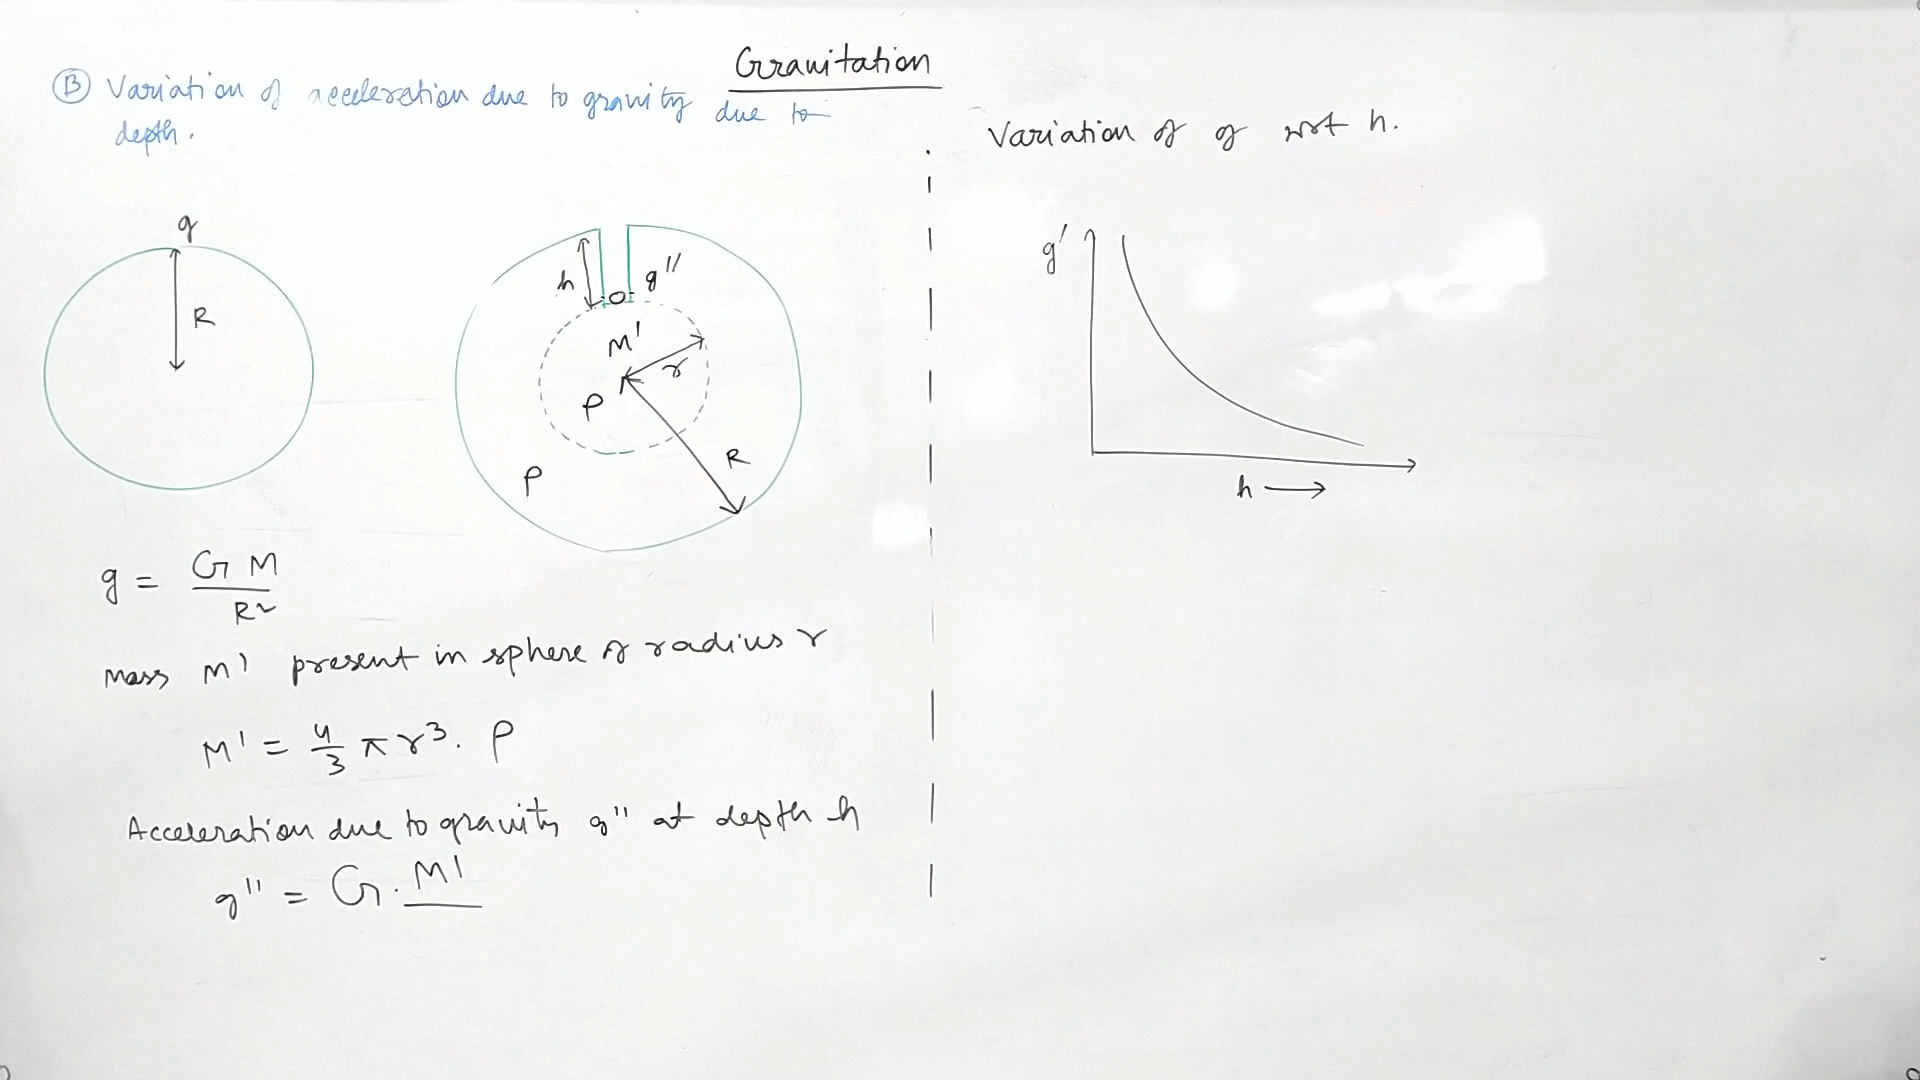 Gravitation
Ⓑ Variation of acceleration due to gravity due to
depth.
g
R
h
g''
M'
r
ρ
R
ρ
g = G M
R²
Mass M' present in sphere of radius r
M' = 4/3 π r³. ρ
Acceleration due to gravity g'' at depth h
g'' = G. M'
Variation of g wrt h.
g'
h →